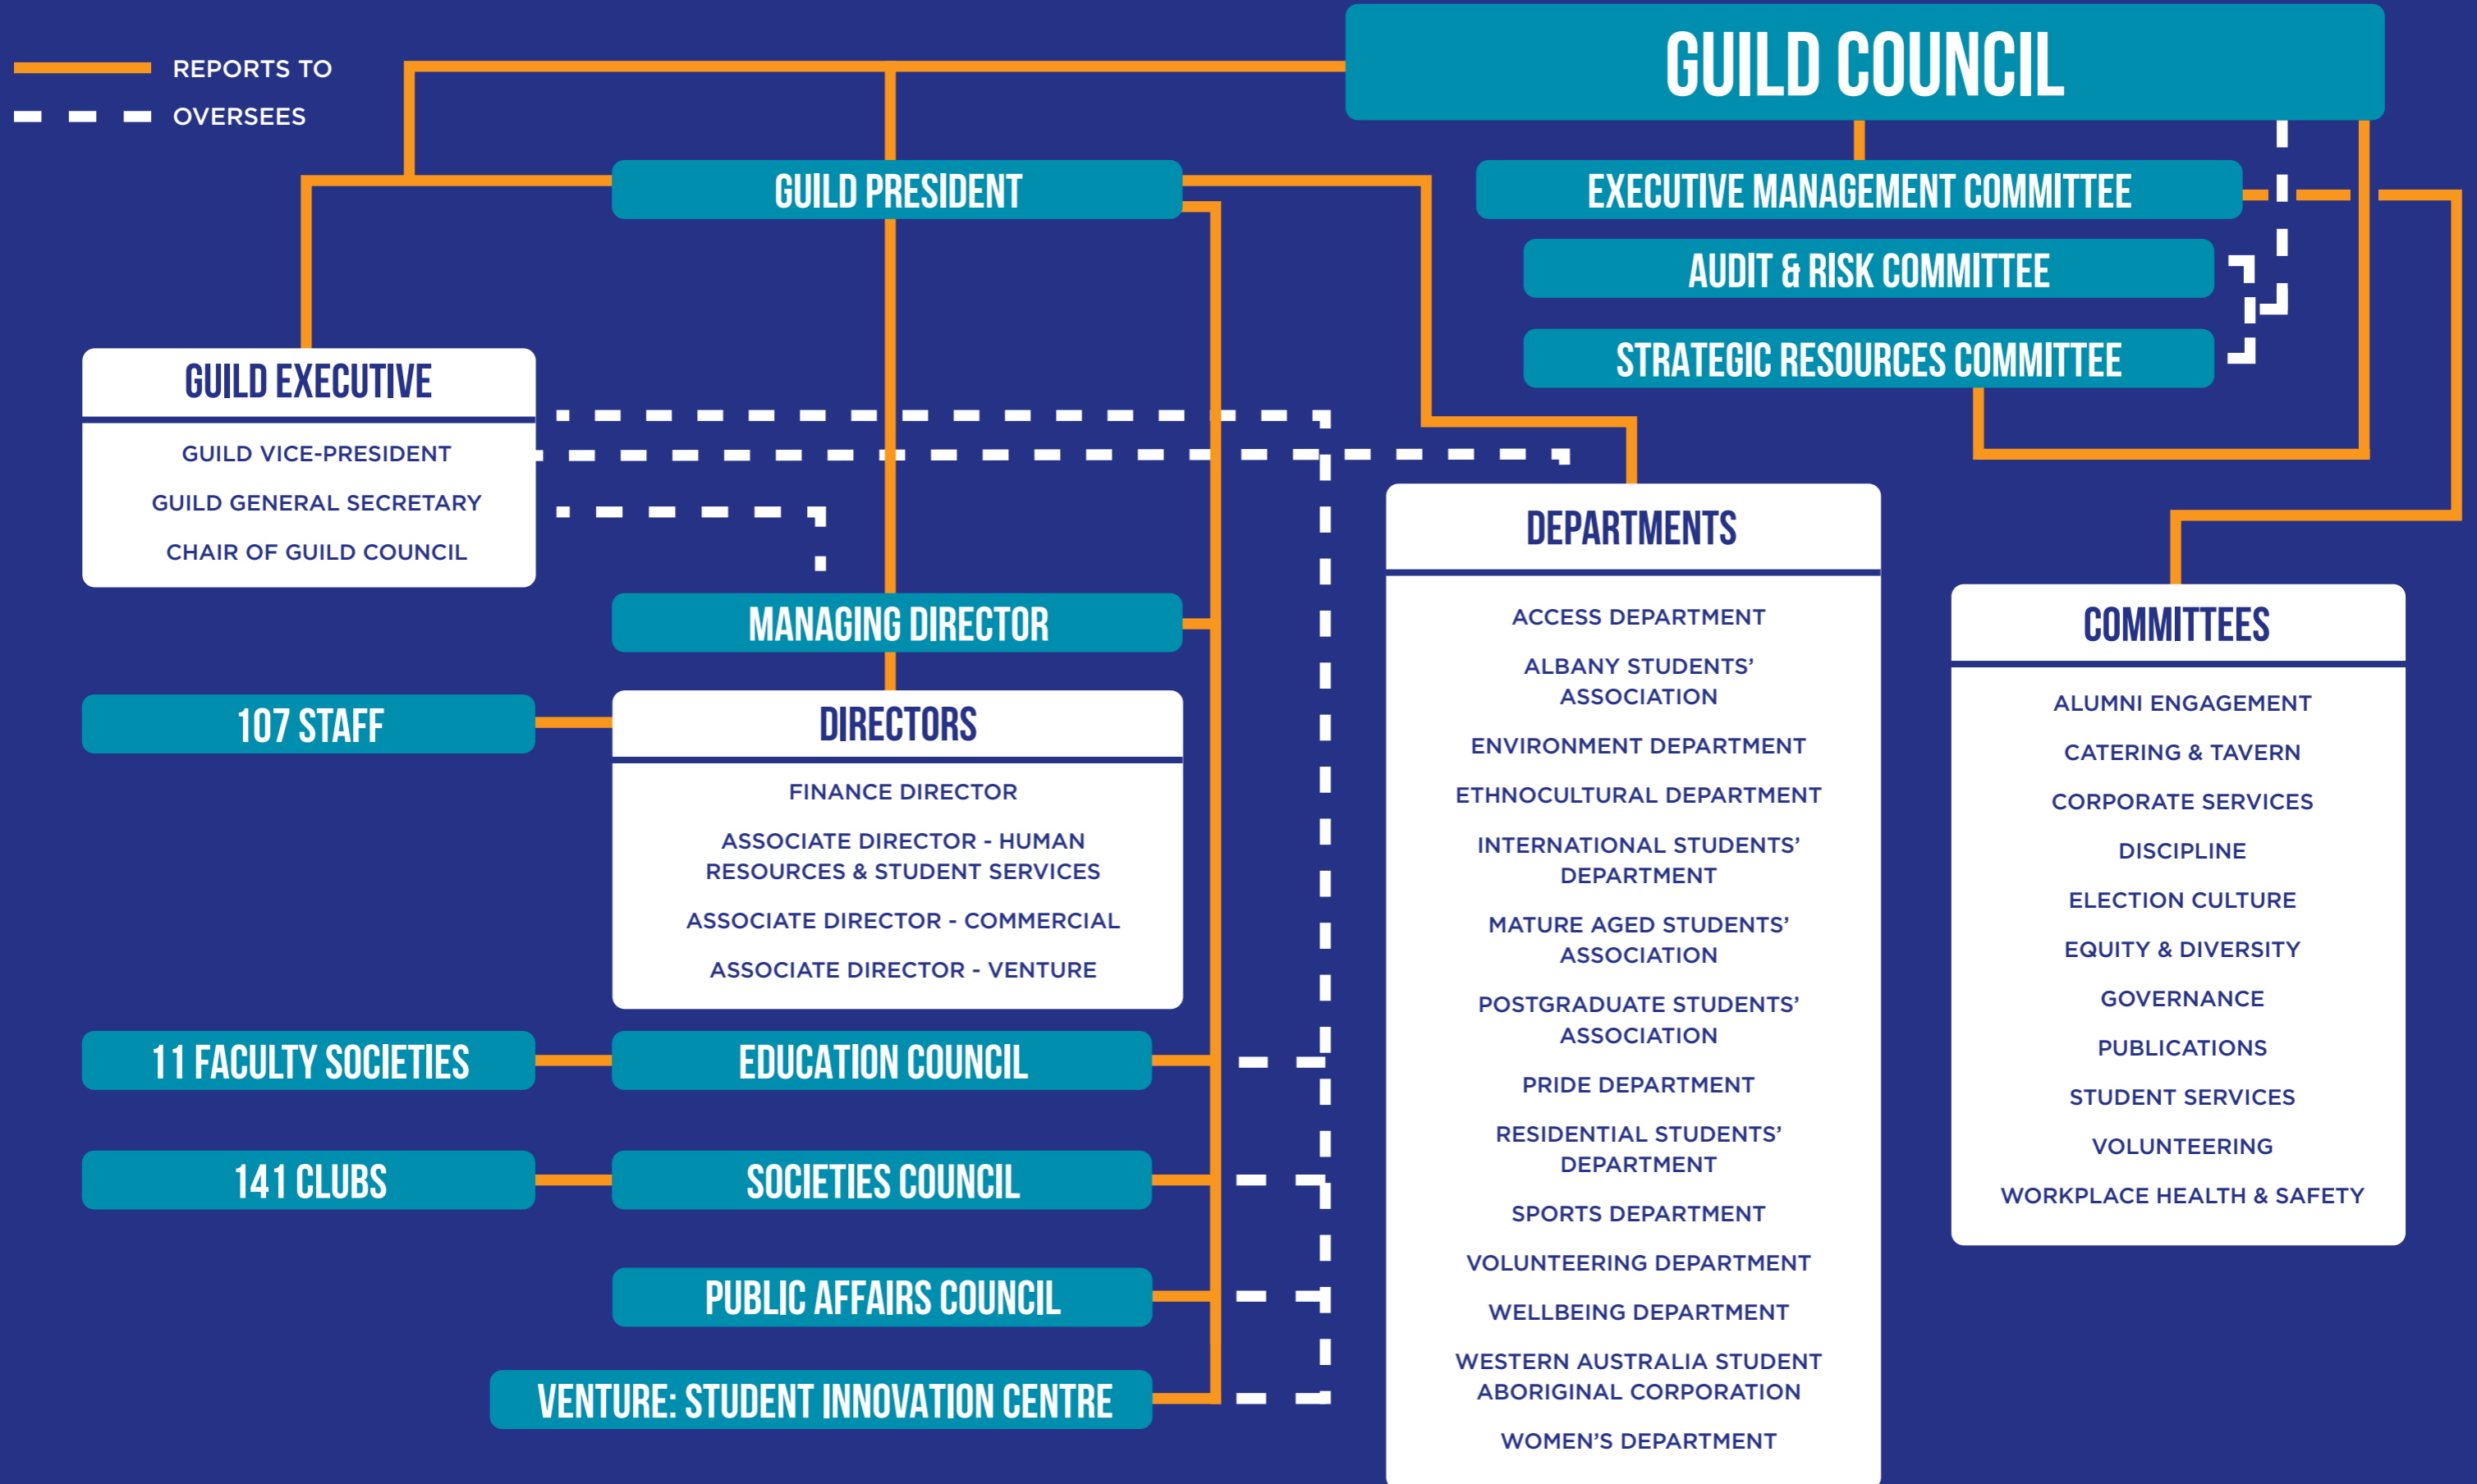 REPORTS TO
OVERSEES
GUILD COUNCIL
GUILD PRESIDENT
EXECUTIVE MANAGEMENT COMMITTEE
AUDIT & RISK COMMITTEE
STRATEGIC RESOURCES COMMITTEE
GUILD EXECUTIVE
GUILD VICE-PRESIDENT
GUILD GENERAL SECRETARY
CHAIR OF GUILD COUNCIL
MANAGING DIRECTOR
107 STAFF
DIRECTORS
FINANCE DIRECTOR
ASSOCIATE DIRECTOR - HUMAN
RESOURCES & STUDENT SERVICES
ASSOCIATE DIRECTOR - COMMERCIAL
ASSOCIATE DIRECTOR - VENTURE
11 FACULTY SOCIETIES
EDUCATION COUNCIL
141 CLUBS
SOCIETIES COUNCIL
PUBLIC AFFAIRS COUNCIL
VENTURE: STUDENT INNOVATION CENTRE
DEPARTMENTS
ACCESS DEPARTMENT
ALBANY STUDENTS’
ASSOCIATION
ENVIRONMENT DEPARTMENT
ETHNOCULTURAL DEPARTMENT
INTERNATIONAL STUDENTS’
DEPARTMENT
MATURE AGED STUDENTS’
ASSOCIATION
POSTGRADUATE STUDENTS’
ASSOCIATION
PRIDE DEPARTMENT
RESIDENTIAL STUDENTS’
DEPARTMENT
SPORTS DEPARTMENT
VOLUNTEERING DEPARTMENT
WELLBEING DEPARTMENT
WESTERN AUSTRALIA STUDENT
ABORIGINAL CORPORATION
WOMEN’S DEPARTMENT
COMMITTEES
ALUMNI ENGAGEMENT
CATERING & TAVERN
CORPORATE SERVICES
DISCIPLINE
ELECTION CULTURE
EQUITY & DIVERSITY
GOVERNANCE
PUBLICATIONS
STUDENT SERVICES
VOLUNTEERING
WORKPLACE HEALTH & SAFETY